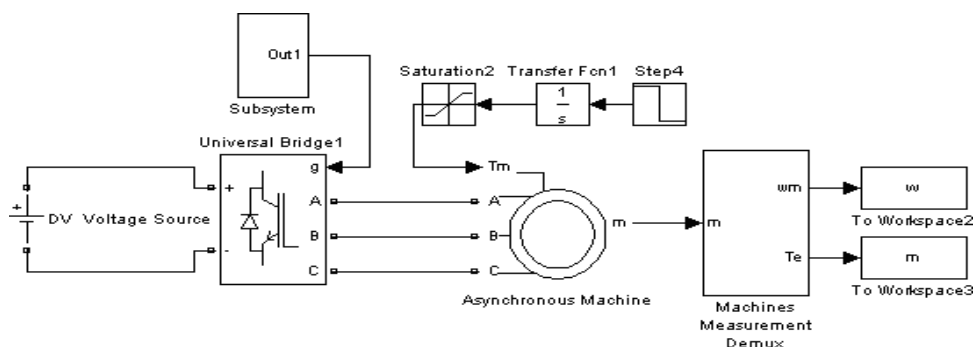 Out1
Subsystem
Saturation2
Transfer Fcn1
Step4
1
s
Universal Bridge1
g
Tm
+
A
A
wm
w
To Workspace2
+
DV Voltage Source
B
B
m
m
-
C
C
Te
m
To Workspace3
Asynchronous Machine
Machines
Measurement
Demux